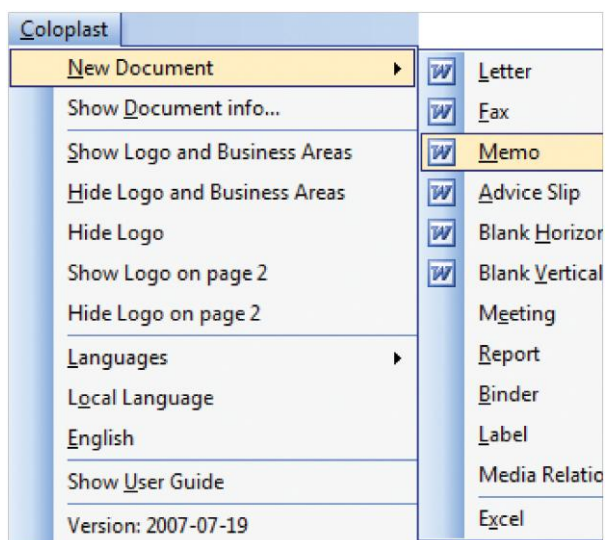 Coloplast
New Document
Show Document info...
Show Logo and Business Areas
Hide Logo and Business Areas
Hide Logo
Show Logo on page 2
Hide Logo on page 2
Languages
Local Language
English
Show User Guide
Version: 2007-07-19
Letter
Fax
Memo
Advice Slip
Blank Horizon
Blank Vertical
Meeting
Report
Binder
Label
Media Relatio
Excel